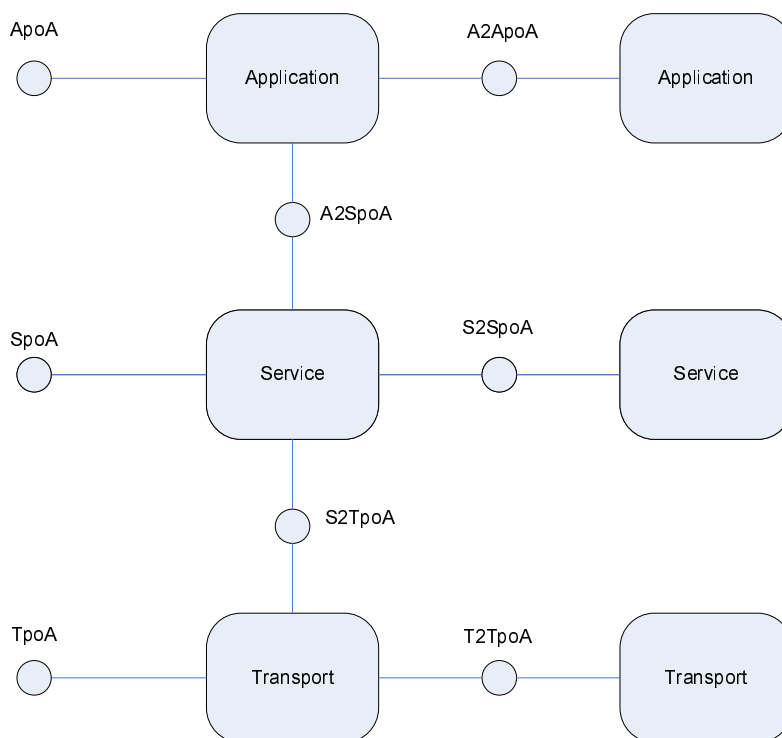 ApoA
A2ApoA
Application
Application
A2SpoA
SpoA
S2SpoA
Service
Service
S2TpoA
TpoA
T2TpoA
Transport
Transport